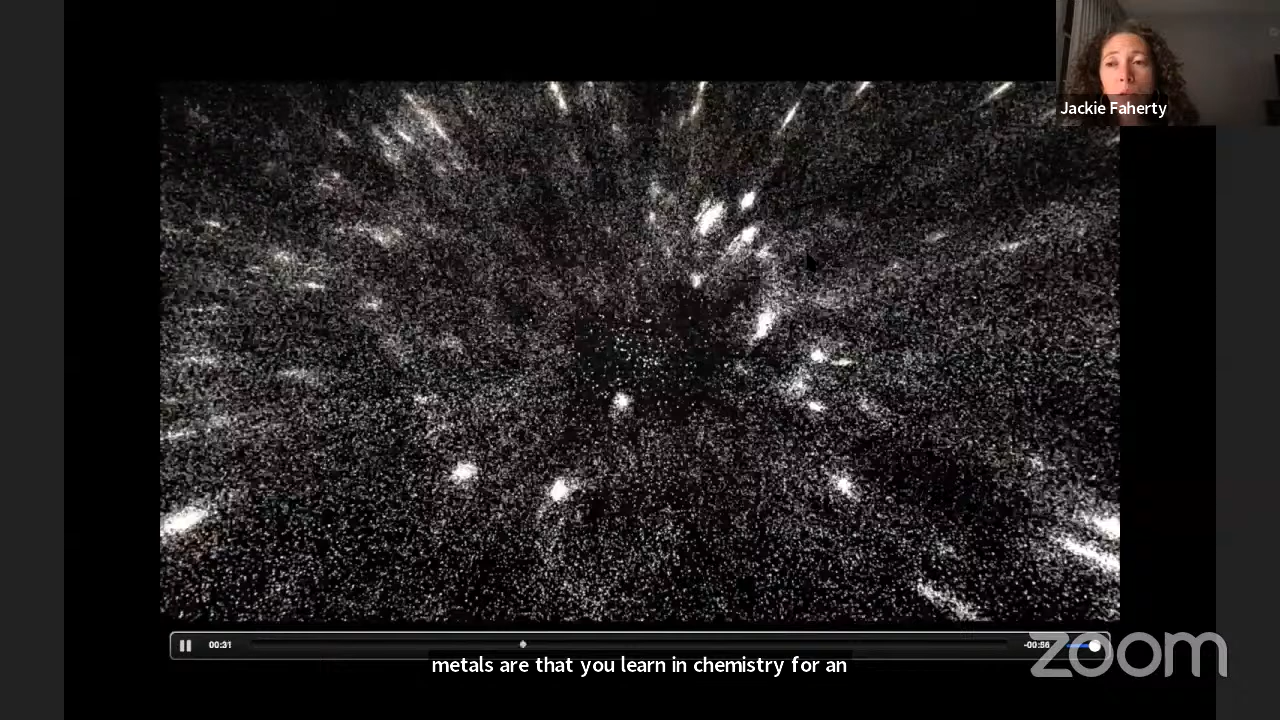 Jackie Faherty
00:31
-00:56
zoom
metals are that you learn in chemistry for an